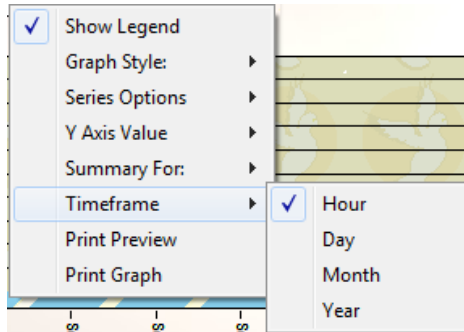 Show Legend
Graph Style:
Series Options
Y Axis Value
Summary For:
Timeframe
Print Preview
Print Graph
Hour
Day
Month
Year